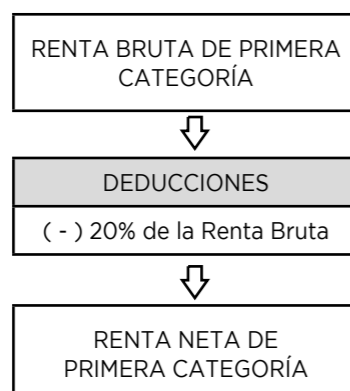 RENTA BRUTA DE PRIMERA
CATEGORÍA
DEDUCCIONES
( - ) 20% de la Renta Bruta
RENTA NETA DE
PRIMERA CATEGORÍA